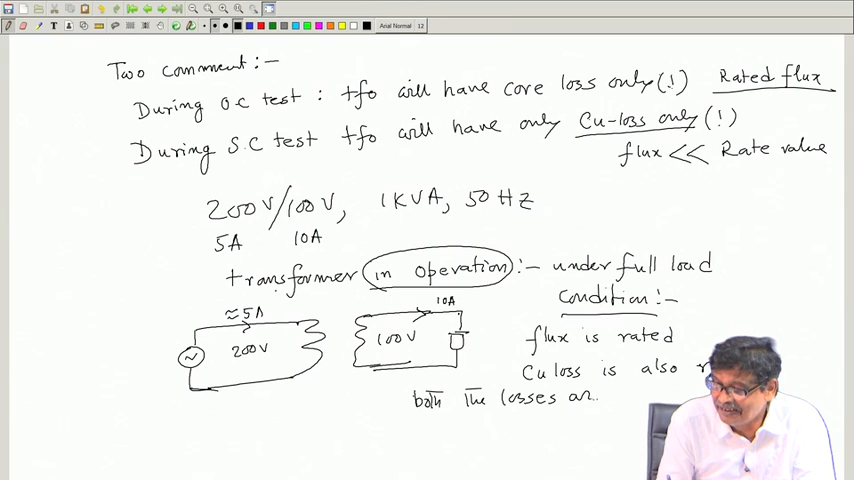 Arial Normal 12
Two comment :-
During O.C test : tfo will have core loss only (!) Rated flux
During S.C test tfo will have only Cu-loss only (!)
flux << Rate value
200V/100V, 1KVA, 50Hz
5A 10A
transformer in operation :- under full load
condition :-
≈5A 10A
200V 100V
flux is rated
Cu loss is also
both the losses ar